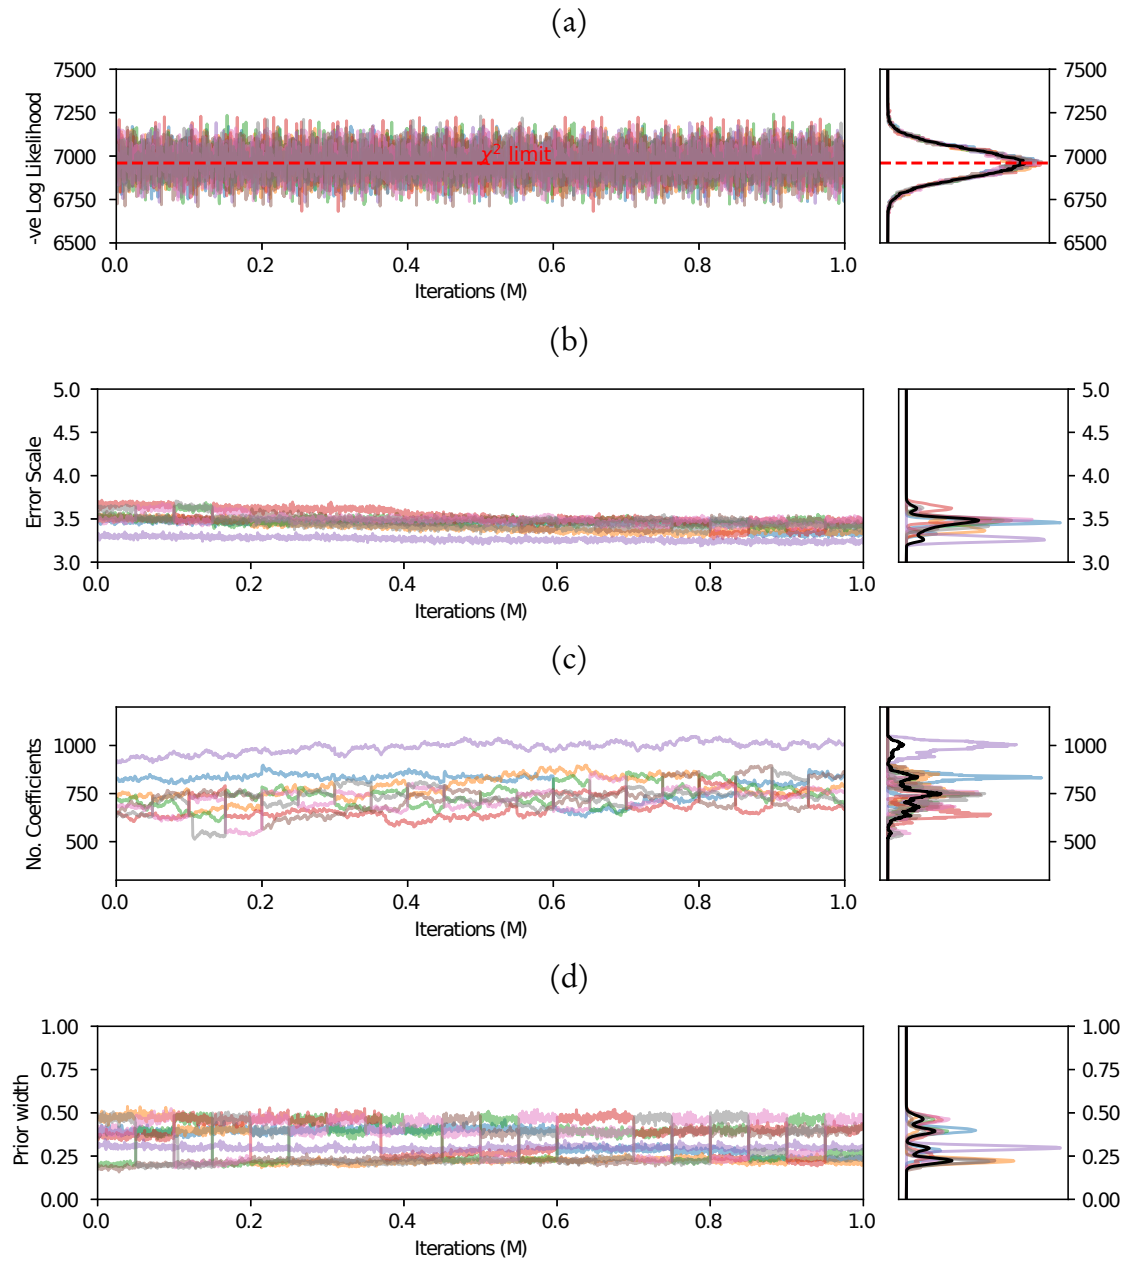 (a)
7500
7250
7000
6750
6500
-ve Log Likelihood
χ² limit
0.0 0.2 0.4 0.6 0.8 1.0
Iterations (M)
7500
7250
7000
6750
6500
(b)
5.0
4.5
4.0
3.5
3.0
Error Scale
0.0 0.2 0.4 0.6 0.8 1.0
Iterations (M)
5.0
4.5
4.0
3.5
3.0
(c)
1000
750
500
No. Coefficients
0.0 0.2 0.4 0.6 0.8 1.0
Iterations (M)
1000
750
500
(d)
1.00
0.75
0.50
0.25
0.00
Prior width
0.0 0.2 0.4 0.6 0.8 1.0
Iterations (M)
1.00
0.75
0.50
0.25
0.00